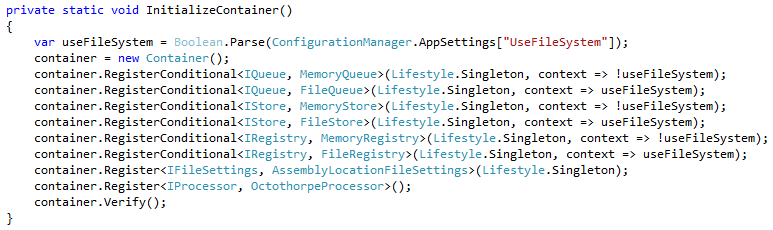 private static void InitializeContainer()
{
    var useFileSystem = Boolean.Parse(ConfigurationManager.AppSettings["UseFileSystem"]);
    container = new Container();
    container.RegisterConditional<IQueue, MemoryQueue>(Lifestyle.Singleton, context => !useFileSystem);
    container.RegisterConditional<IQueue, FileQueue>(Lifestyle.Singleton, context => useFileSystem);
    container.RegisterConditional<IStore, MemoryStore>(Lifestyle.Singleton, context => !useFileSystem);
    container.RegisterConditional<IStore, FileStore>(Lifestyle.Singleton, context => useFileSystem);
    container.RegisterConditional<IRegistry, MemoryRegistry>(Lifestyle.Singleton, context => !useFileSystem);
    container.RegisterConditional<IRegistry, FileRegistry>(Lifestyle.Singleton, context => useFileSystem);
    container.Register<IFileSettings, AssemblyLocationFileSettings>(Lifestyle.Singleton);
    container.Register<IProcessor, OctothorpeProcessor>();
    container.Verify();
}